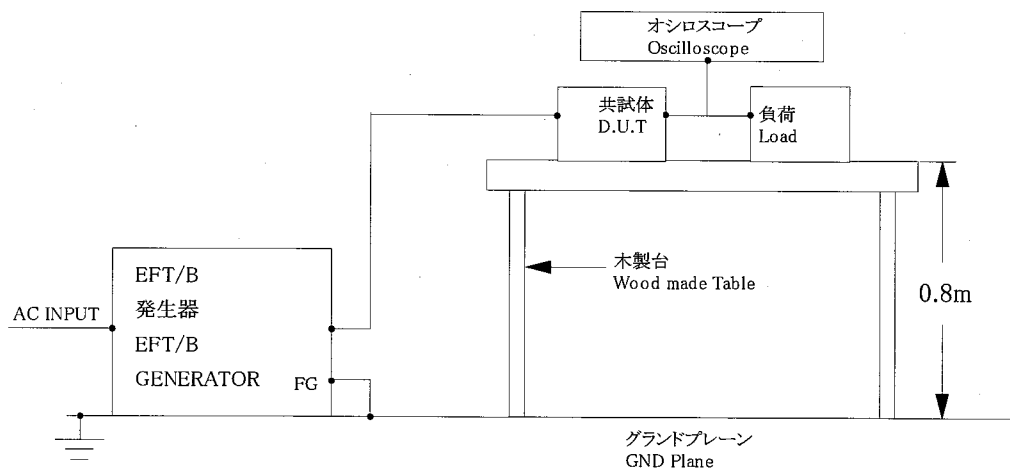 オシロスコープ
Oscilloscope
共試体
D.U.T
負荷
Load
EFT/B
発生器
EFT/B
GENERATOR
FG
AC INPUT
木製台
Wood made Table
0.8m
グランドプレーン
GND Plane